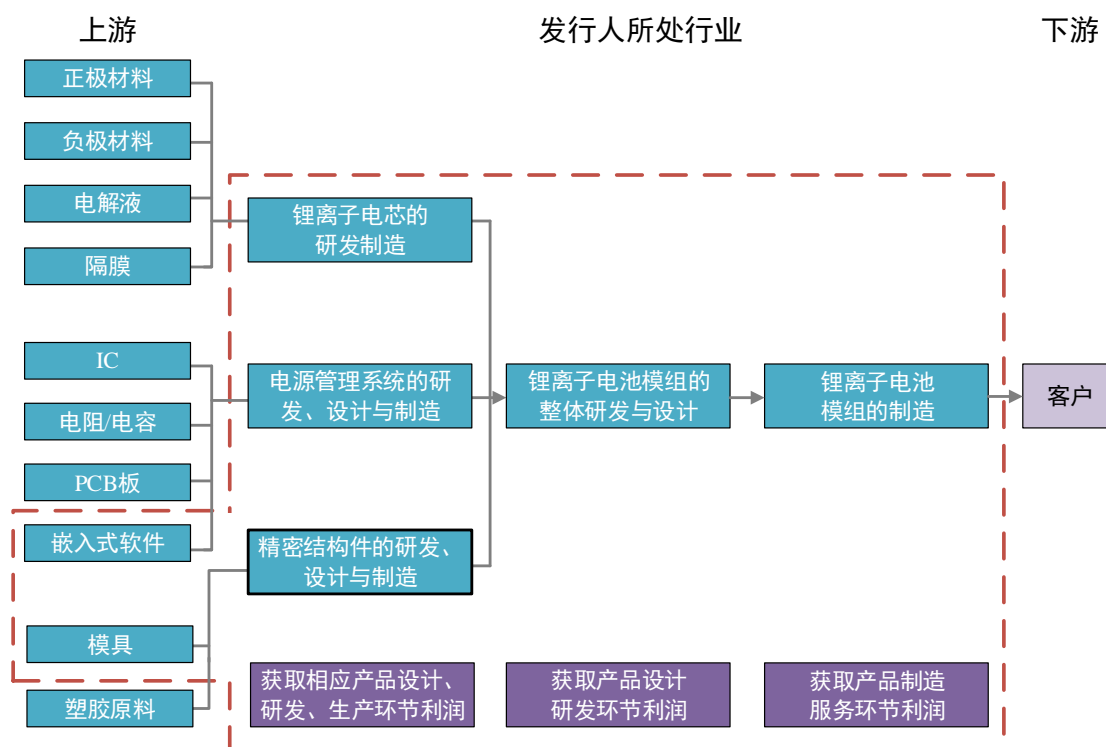 上游
发行人所处行业
下游
正极材料
负极材料
电解液
隔膜
锂离子电芯的
研发制造
IC
电阻/电容
PCB板
嵌入式软件
电源管理系统的研
发、设计与制造
锂离子电池模组的
整体研发与设计
锂离子电池
模组的制造
客户
精密结构件的研发、
设计与制造
模具
塑胶原料
获取相应产品设计、
研发、生产环节利润
获取产品设计
研发环节利润
获取产品制造
服务环节利润